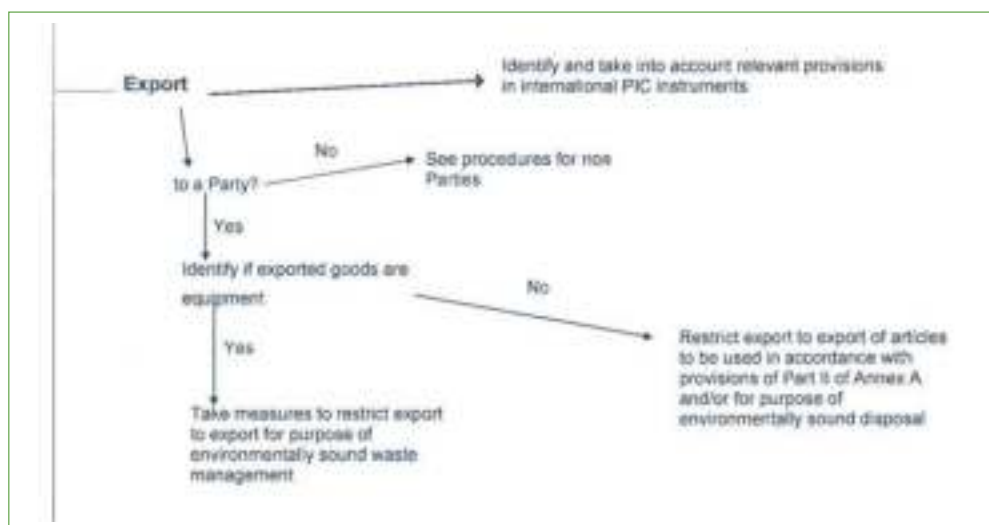 Export
Identify and take into account relevant provisions
in international PIC instruments
to a Party?
No
See procedures for non
Parties
Yes
Identify if exported goods are
equipment
No
Yes
Restrict export to export of articles
to be used in accordance with
provisions of Part II of Annex A
and/or for purpose of
environmentally sound disposal
Take measures to restrict export
to export for purpose of
environmentally sound waste
management